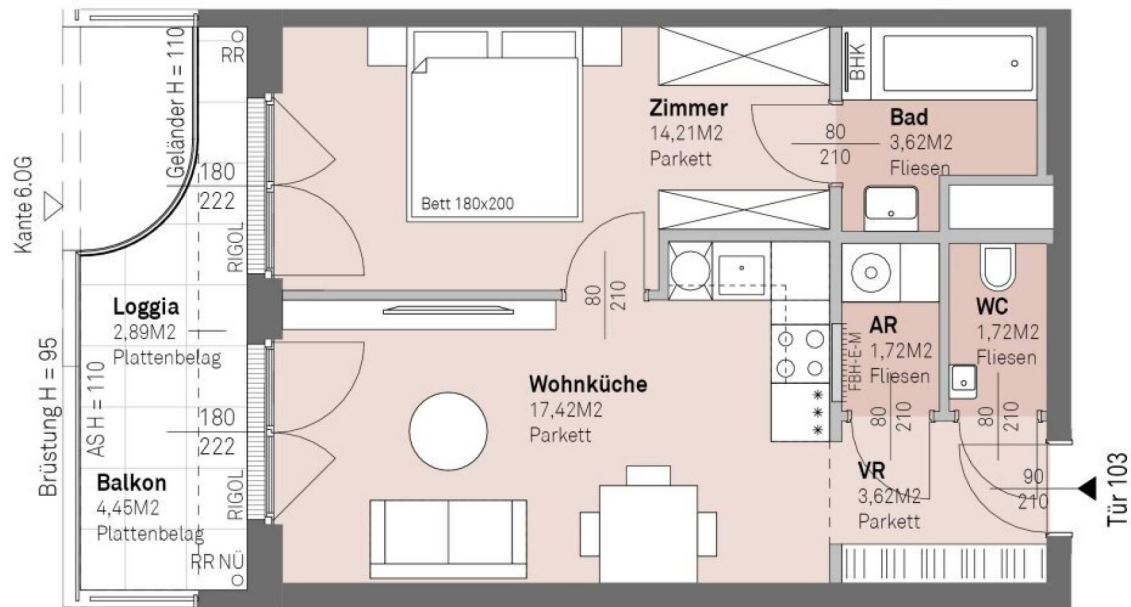 Geländer H = 110
RR
Kante 6.OG
180
222
RIGOL
Loggia
2,89M2
Plattenbelag
Brüstung H = 95
AS H = 110
180
222
RIGOL
Balkon
4,45M2
Plattenbelag
RR NÜ
Bett 180x200
Zimmer
14,21M2
Parkett
80
210
BHK
Bad
3,62M2
Fliesen
80
210
Wohnküche
17,42M2
Parkett
FBH-E-M
AR
1,72M2
Fliesen
80
210
WC
1,72M2
Fliesen
80
210
VR
3,62M2
Parkett
90
210
Tür 103